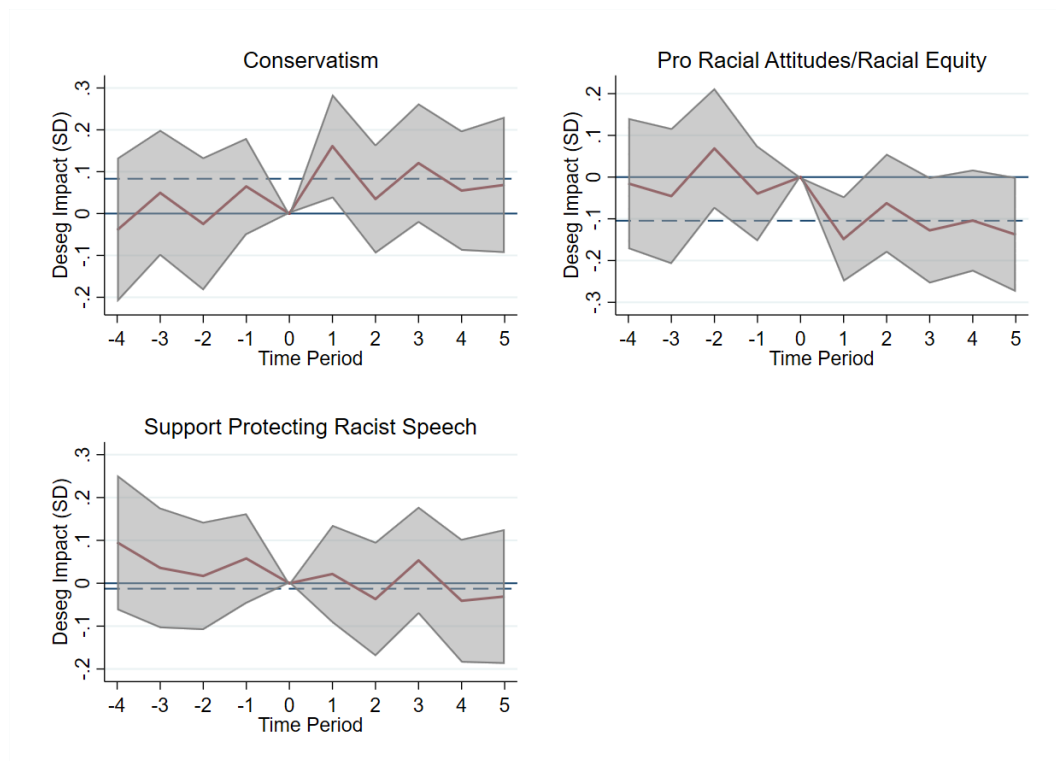 Conservatism
Deseg Impact (SD)
.3
.2
.1
0
-.1
-.2
-4 -3 -2 -1 0 1 2 3 4 5
Time Period
Pro Racial Attitudes/Racial Equity
Deseg Impact (SD)
.2
.1
0
-.1
-.2
-.3
-4 -3 -2 -1 0 1 2 3 4 5
Time Period
Support Protecting Racist Speech
Deseg Impact (SD)
.3
.2
.1
0
-.1
-.2
-4 -3 -2 -1 0 1 2 3 4 5
Time Period